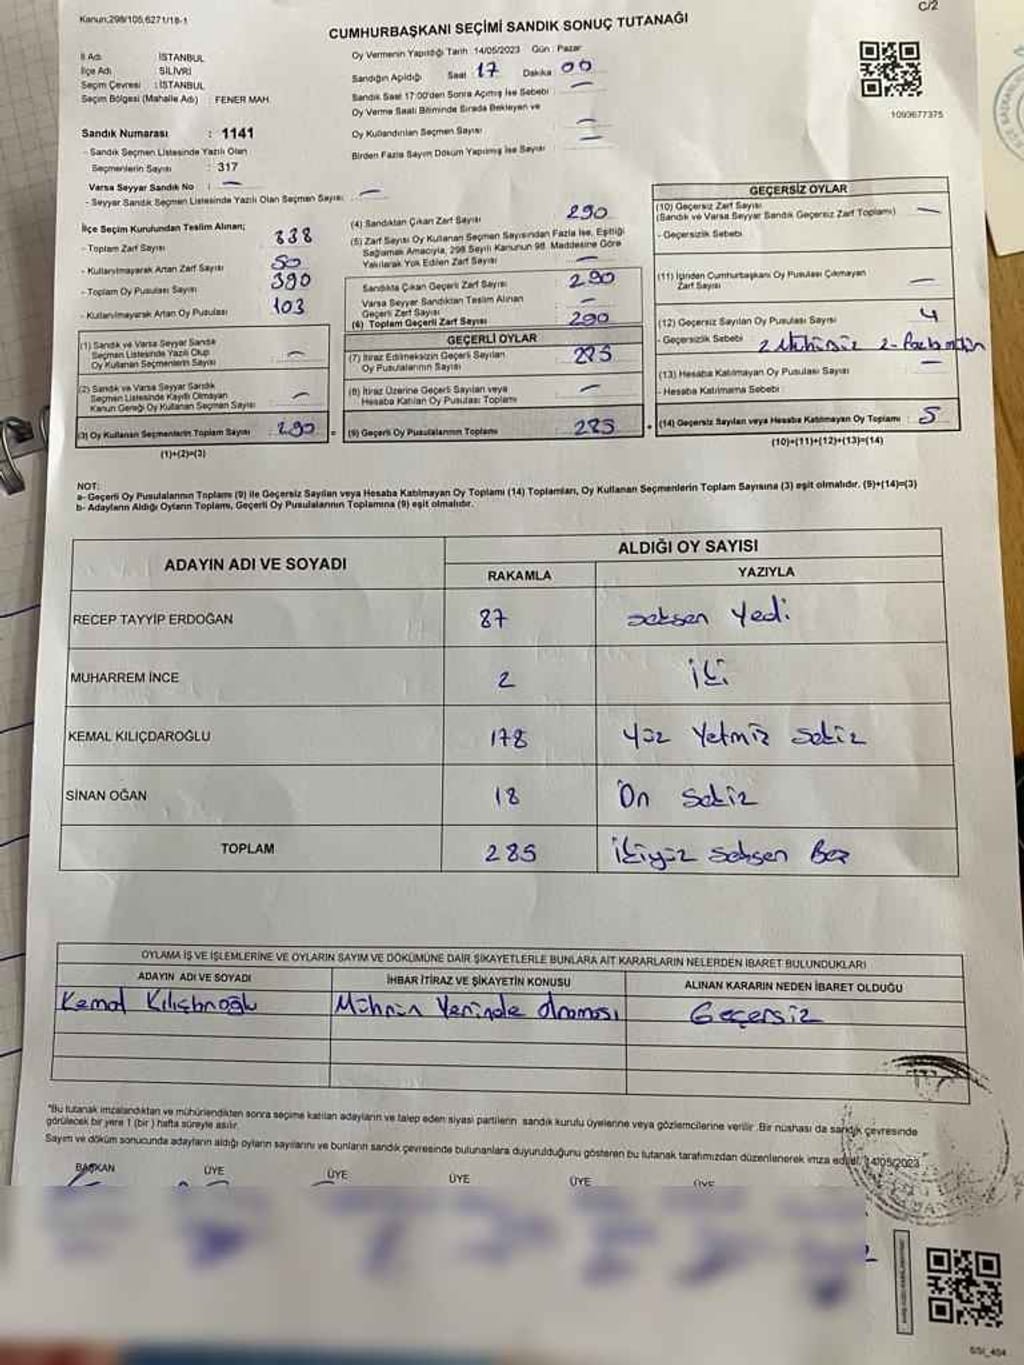 Kanun:298/105,6271/18-1
C/2
CUMHURBAŞKANI SEÇİMİ SANDIK SONUÇ TUTANAĞI
İl Adı : İSTANBUL
İlçe Adı : SİLİVRİ
Seçim Çevresi : İSTANBUL
Seçim Bölgesi (Mahalle Adı) : FENER MAH.
Oy Vermenin Yapıldığı Tarih : 14/05/2023 Gün : Pazar
Sandığın Açıldığı Saat 17 Dakika 00
Sandık Saat 17:00'den Sonra Açılmış İse Sebebi : —
Oy Verme Saati Bitiminde Sırada Bekleyen ve
Oy Kullandırılan Seçmen Sayısı : —
Birden Fazla Sayım Döküm Yapılmış İse Sayısı : —
1093677375
Sandık Numarası : 1141
- Sandık Seçmen Listesinde Yazılı Olan
Seçmenlerin Sayısı : 317
Varsa Seyyar Sandık No : —
- Seyyar Sandık Seçmen Listesinde Yazılı Olan Seçmen Sayısı: —
İlçe Seçim Kurulundan Teslim Alınan;
- Toplam Zarf Sayısı 338
- Kullanılmayarak Artan Zarf Sayısı 50
- Toplam Oy Pusulası Sayısı 390
- Kullanılmayarak Artan Oy Pusulası 103
(1) Sandık ve Varsa Seyyar Sandık
Seçmen Listesinde Yazılı Olup
Oy Kullanan Seçmenlerin Sayısı —
(2) Sandık ve Varsa Seyyar Sandık
Seçmen Listesinde Kayıtlı Olmayan
Kanun Gereği Oy Kullanan Seçmen Sayısı —
(3) Oy Kullanan Seçmenlerin Toplam Sayısı : 290 =
(1)+(2)=(3)
(4) Sandıktan Çıkan Zarf Sayısı 290
(5) Zarf Sayısı Oy Kullanan Seçmen Sayısından Fazla İse, Eşitliği
Sağlamak Amacıyla, 298 Sayılı Kanunun 98. Maddesine Göre
Yakılarak Yok Edilen Zarf Sayısı —
Sandıkta Çıkan Geçerli Zarf Sayısı : 290
Varsa Seyyar Sandıktan Teslim Alınan
Geçerli Zarf Sayısı —
(6) Toplam Geçerli Zarf Sayısı 290
GEÇERLİ OYLAR
(7) İtiraz Edilmeksizin Geçerli Sayılan
Oy Pusulalarının Sayısı : 285
(8) İtiraz Üzerine Geçerli Sayılan veya
Hesaba Katılan Oy Pusulası Toplamı —
(9) Geçerli Oy Pusulalarının Toplamı 285 +
GEÇERSİZ OYLAR
(10) Geçersiz Zarf Sayısı
(Sandık ve Varsa Seyyar Sandık Geçersiz Zarf Toplamı) —
- Geçersizlik Sebebi :
(11) İçinden Cumhurbaşkanı Oy Pusulası Çıkmayan
Zarf Sayısı —
(12) Geçersiz Sayılan Oy Pusulası Sayısı : 4
- Geçersizlik Sebebi 2 Mühürsüz 2-
(13) Hesaba Katılmayan Oy Pusulası Sayısı —
- Hesaba Katılmama Sebebi :
(14) Geçersiz Sayılan veya Hesaba Katılmayan Oy Toplamı : 5
(10)+(11)+(12)+(13)=(14)
NOT:
a- Geçerli Oy Pusulalarının Toplamı (9) ile Geçersiz Sayılan veya Hesaba Katılmayan Oy Toplamı (14) Toplamları, Oy Kullanan Seçmenlerin Toplam Sayısına (3) eşit olmalıdır. (9)+(14)=(3)
b- Adayların Aldığı Oyların Toplamı, Geçerli Oy Pusulalarının Toplamına (9) eşit olmalıdır.
ADAYIN ADI VE SOYADI ALDIĞI OY SAYISI
RAKAMLA YAZIYLA
RECEP TAYYİP ERDOĞAN 87 seksen Yedi
MUHARREM İNCE 2 İki
KEMAL KILIÇDAROĞLU 178 Yüz Yetmiz Sekiz
SİNAN OĞAN 18 On Sekiz
TOPLAM 285 İkiyüz Seksen Beş
OYLAMA İŞ VE İŞLEMLERİNE VE OYLARIN SAYIM VE DÖKÜMÜNE DAİR ŞİKAYETLERLE BUNLARA AİT KARARLARIN NELERDEN İBARET BULUNDUKLARI
ADAYIN ADI VE SOYADI İHBAR İTİRAZ VE ŞİKAYETİN KONUSU ALINAN KARARIN NEDEN İBARET OLDUĞU
Kemal Mührün Yerinde Olmaması Geçersiz
*Bu tutanak imzalandıktan ve mühürlendikten sonra seçime katılan adayların ve talep eden siyasi partilerin sandık kurulu üyelerine veya gözlemcilerine verilir. Bir nüshası da sandık çevresinde
görülecek bir yere 1 (bir) hafta süreyle asılır.
Sayım ve döküm sonucunda adayların aldığı oyların sayılarını ve bunların sandık çevresinde bulunanlara duyurulduğunu gösteren bu tutanak tarafımızdan düzenlenerek imza edildi. 14/05/2023
BAŞKAN ÜYE ÜYE ÜYE ÜYE ÜYE